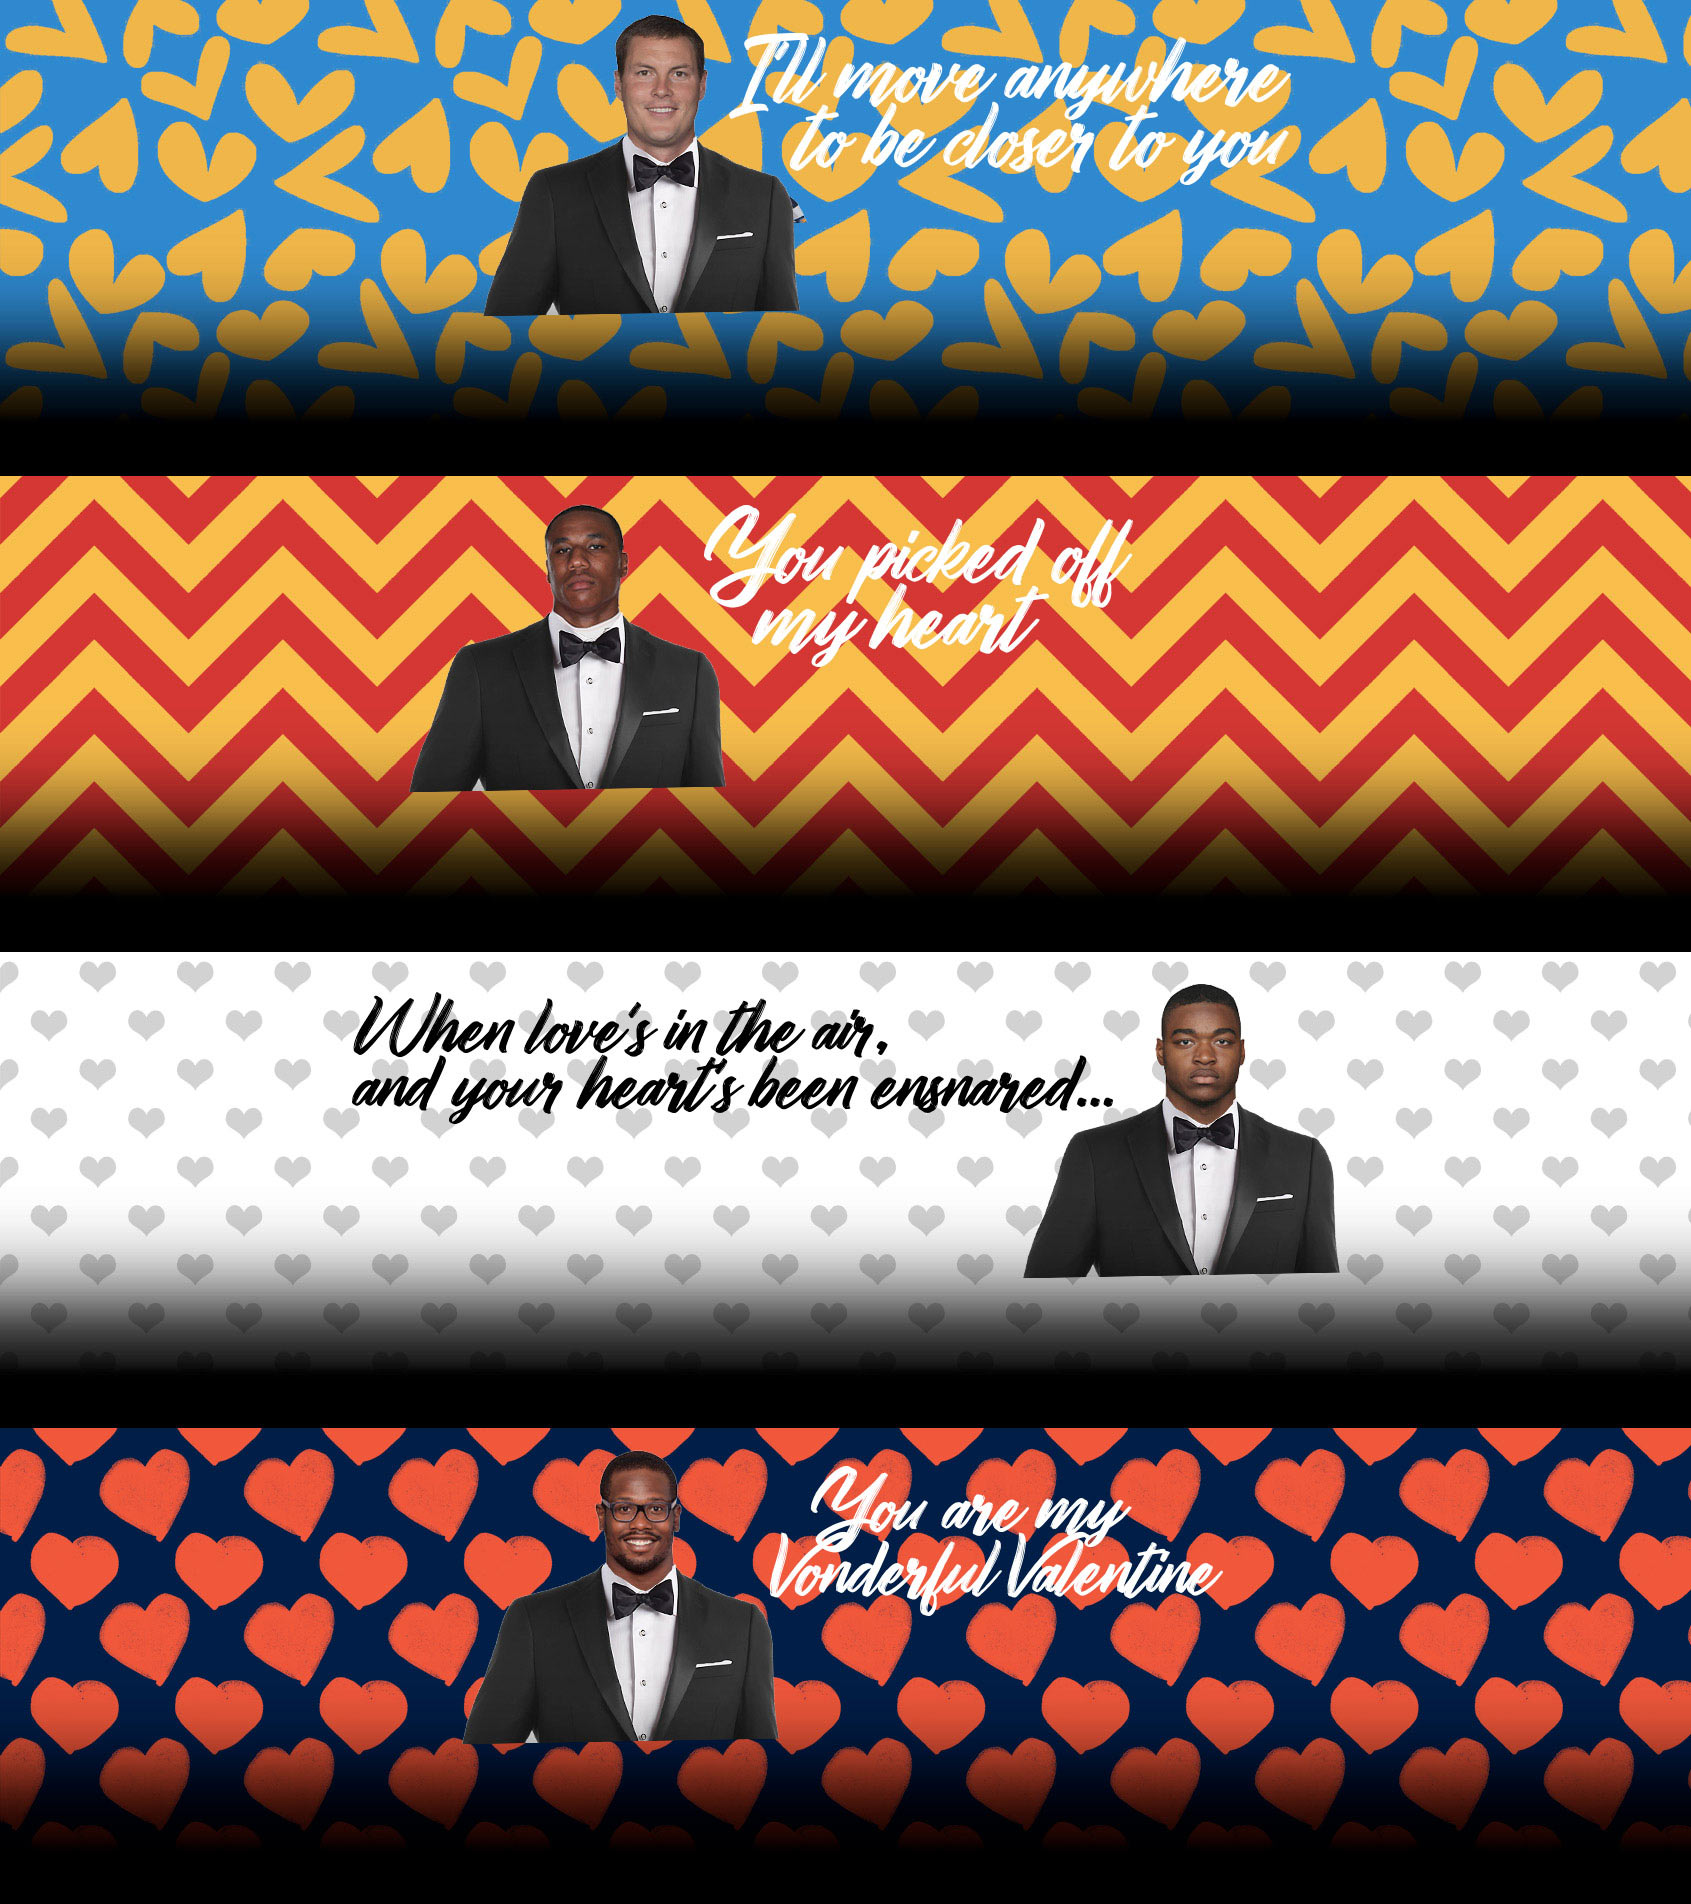 I'll move anywhere
to be closer to you
You picked off
my heart
When love's in the air,
and your heart's been ensnared...
You are my
Vonderful Valentine